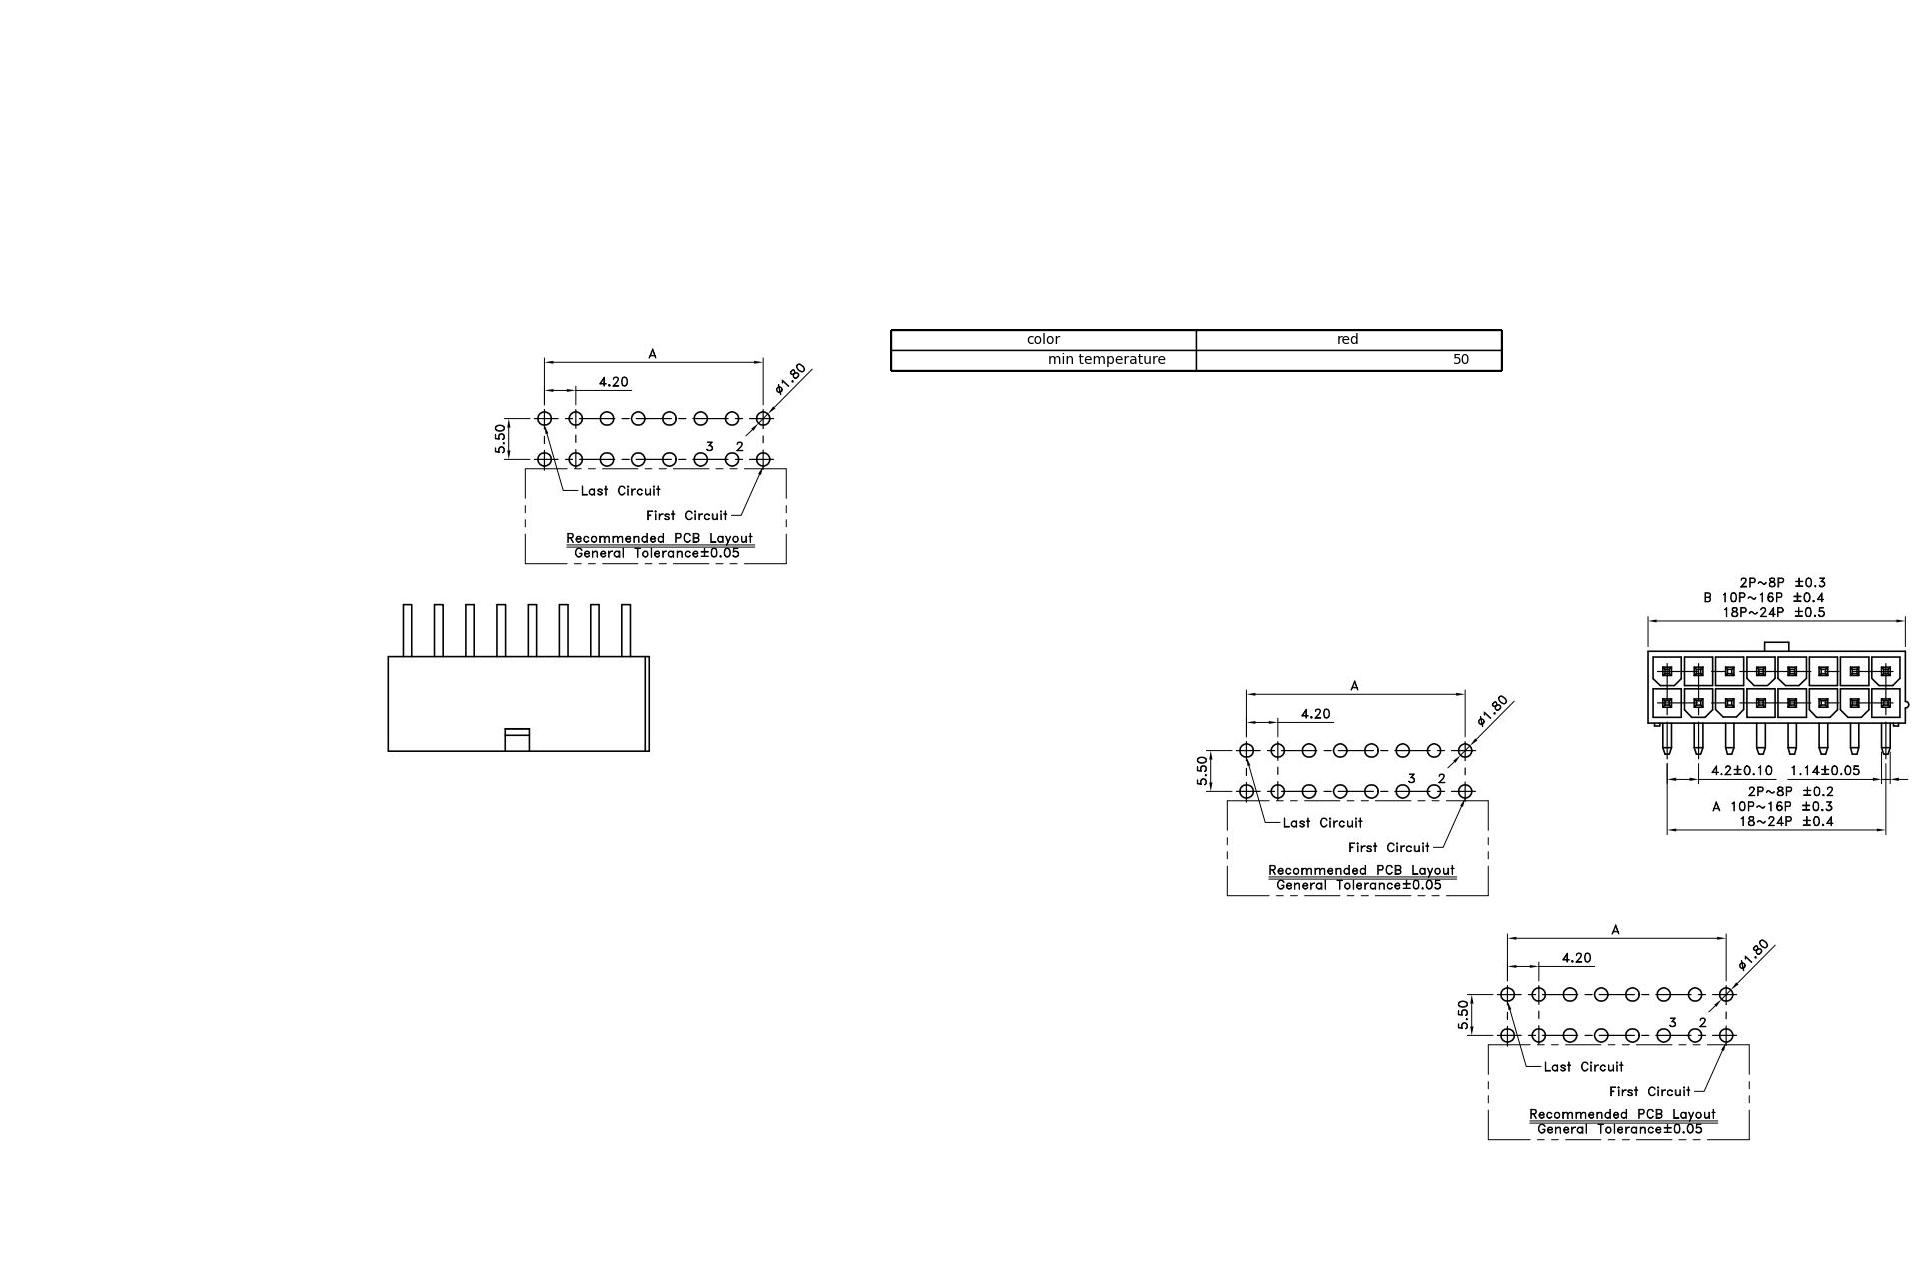 color red
min temperature 50
A
4.20
ø1.80
5.50
3 2
Last Circuit
First Circuit
Recommended PCB Layout
General Tolerance±0.05
2P~8P ±0.3
B 10P~16P ±0.4
18P~24P ±0.5
4.2±0.10 1.14±0.05
2P~8P ±0.2
A 10P~16P ±0.3
18~24P ±0.4
A
4.20
ø1.80
5.50
3 2
Last Circuit
First Circuit
Recommended PCB Layout
General Tolerance±0.05
A
4.20
ø1.80
5.50
3 2
Last Circuit
First Circuit
Recommended PCB Layout
General Tolerance±0.05